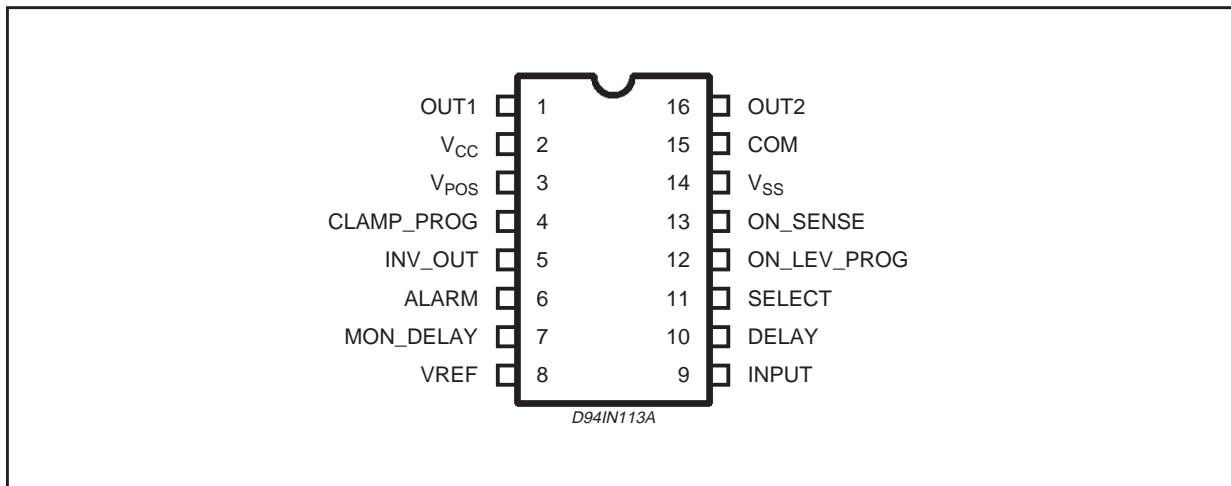 OUT1 1 16 OUT2
VCC 2 15 COM
VPOS 3 14 VSS
CLAMP_PROG 4 13 ON_SENSE
INV_OUT 5 12 ON_LEV_PROG
ALARM 6 11 SELECT
MON_DELAY 7 10 DELAY
VREF 8 9 INPUT
D94IN113A